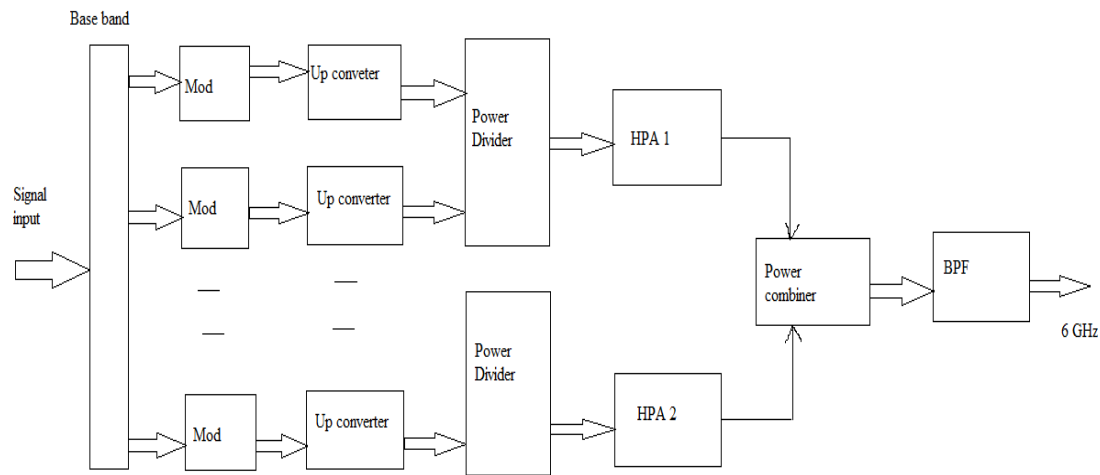 Base band
Mod
Up conveter
Power
Divider
HPA 1
Signal
input
Mod
Up converter
Power
combiner
BPF
6 GHz
Power
Divider
Mod
Up converter
HPA 2